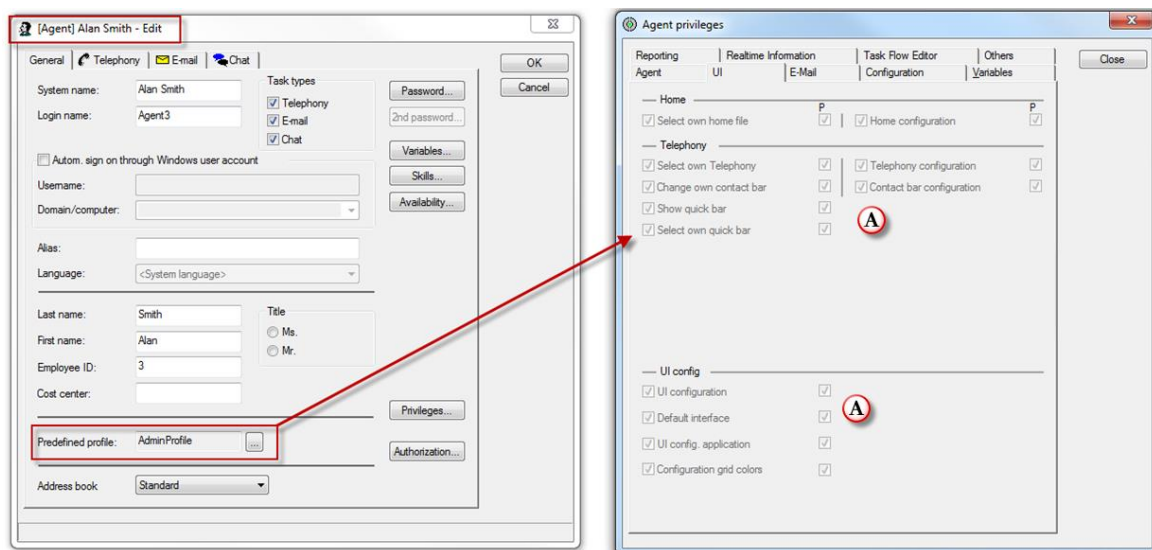 [Agent] Alan Smith - Edit
General Telephony E-mail Chat
OK
Cancel
System name: Alan Smith
Login name: Agent3
Task types
Telephony
E-mail
Chat
Password...
2nd password...
Variables...
Skills...
Availability...
Autom. sign on through Windows user account
Username:
Domain/computer:
Alias:
Language: <System language>
Last name: Smith
First name: Alan
Employee ID: 3
Cost center:
Title
Ms.
Mr.
Privileges...
Predefined profile: AdminProfile ...
Authorization...
Address book Standard
Agent privileges
Close
Reporting Realtime Information Task Flow Editor Others
Agent UI E-Mail Configuration Variables
Home
P P
Select own home file Home configuration
Telephony
Select own Telephony Telephony configuration
Change own contact bar Contact bar configuration
Show quick bar
A
Select own quick bar
UI config
UI configuration
A
Default interface
UI config. application
Configuration grid colors